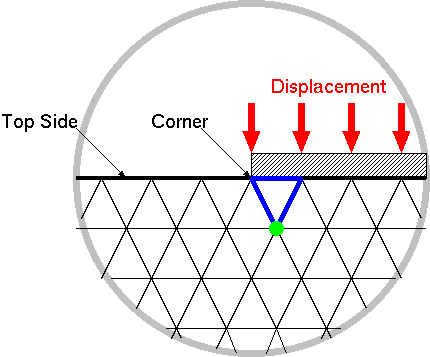 Displacement
Top Side
Corner